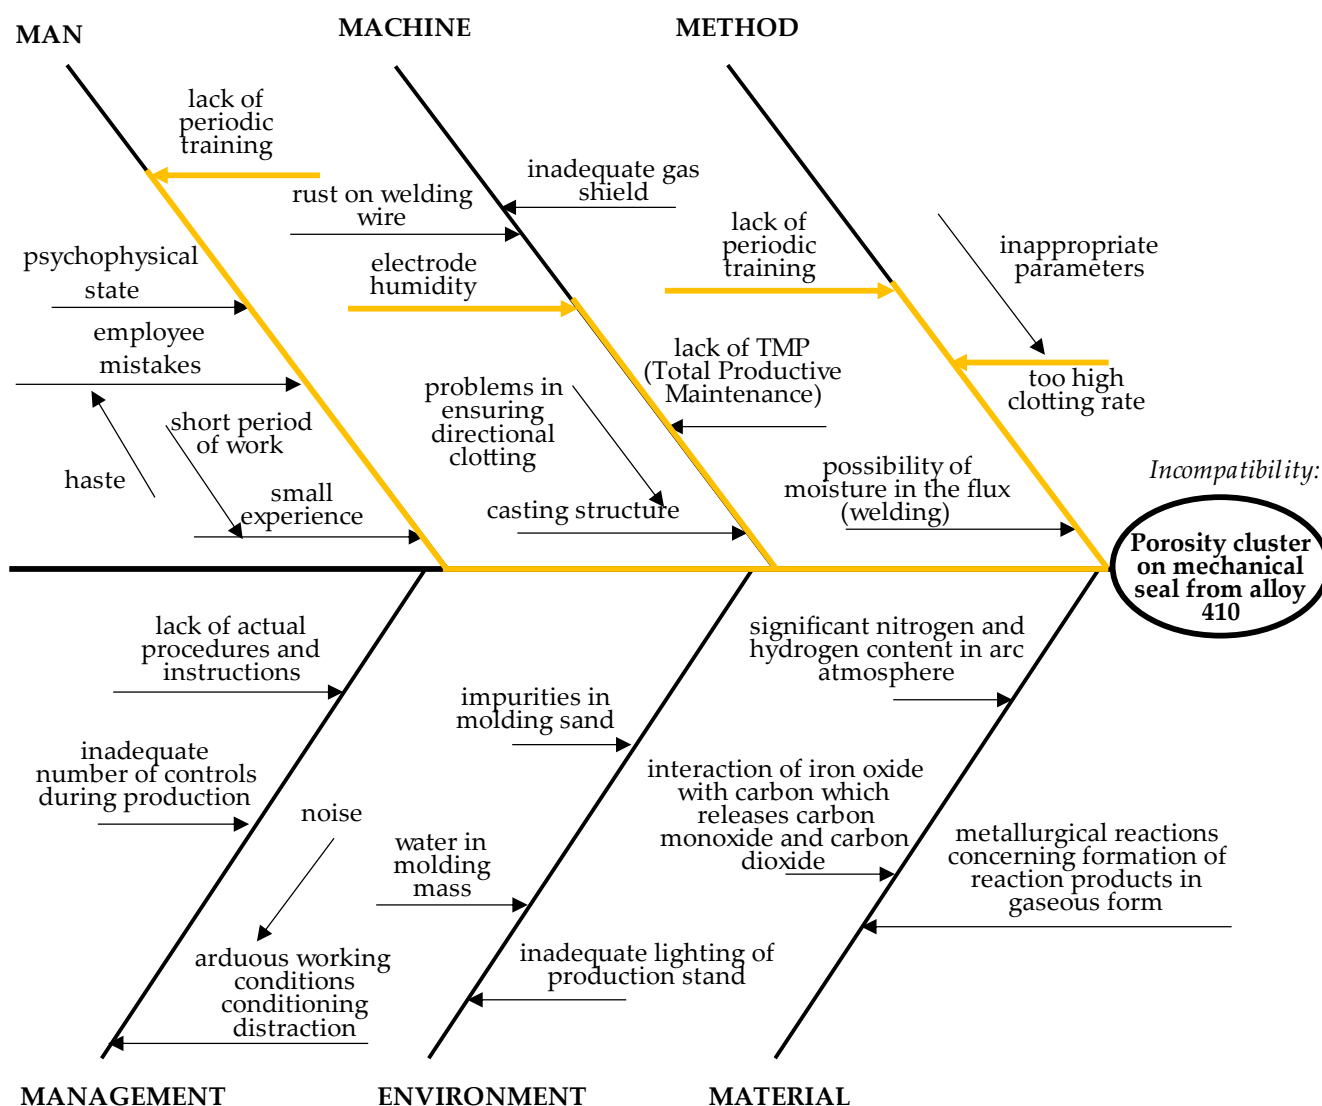 MAN
MACHINE
METHOD
lack of
periodic
training
psychophysical
state
employee
mistakes
haste
short period
of work
small
experience
inadequate gas
shield
rust on welding
wire
electrode
humidity
lack of TMP
(Total Productive
Maintenance)
problems in
ensuring
directional
clotting
casting structure
lack of
periodic
training
inappropriate
parameters
too high
clotting rate
possibility of
moisture in the flux
(welding)
Incompatibility:
Porosity cluster
on mechanical
seal from alloy
410
lack of actual
procedures and
instructions
inadequate
number of controls
during production
noise
arduous working
conditions
conditioning
distraction
impurities in
molding sand
water in
molding
mass
inadequate lighting of
production stand
significant nitrogen and
hydrogen content in arc
atmosphere
interaction of iron oxide
with carbon which
releases carbon
monoxide and carbon
dioxide
metallurgical reactions
concerning formation of
reaction products in
gaseous form
MANAGEMENT
ENVIRONMENT
MATERIAL